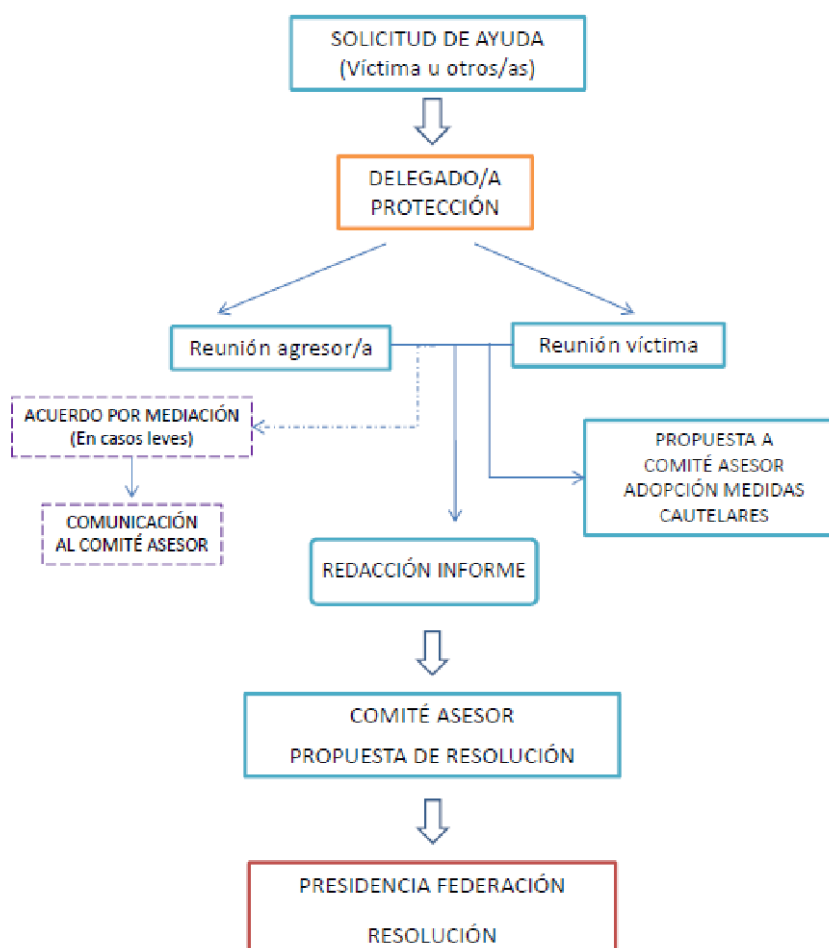 SOLICITUD DE AYUDA
(Víctima u otros/as)
DELEGADO/A
PROTECCIÓN
Reunión agresor/a
Reunión víctima
ACUERDO POR MEDIACIÓN
(En casos leves)
PROPUESTA A
COMITÉ ASESOR
ADOPCIÓN MEDIDAS
CAUTELARES
COMUNICACIÓN
AL COMITÉ ASESOR
REDACCIÓN INFORME
COMITÉ ASESOR
PROPUESTA DE RESOLUCIÓN
PRESIDENCIA FEDERACIÓN
RESOLUCIÓN